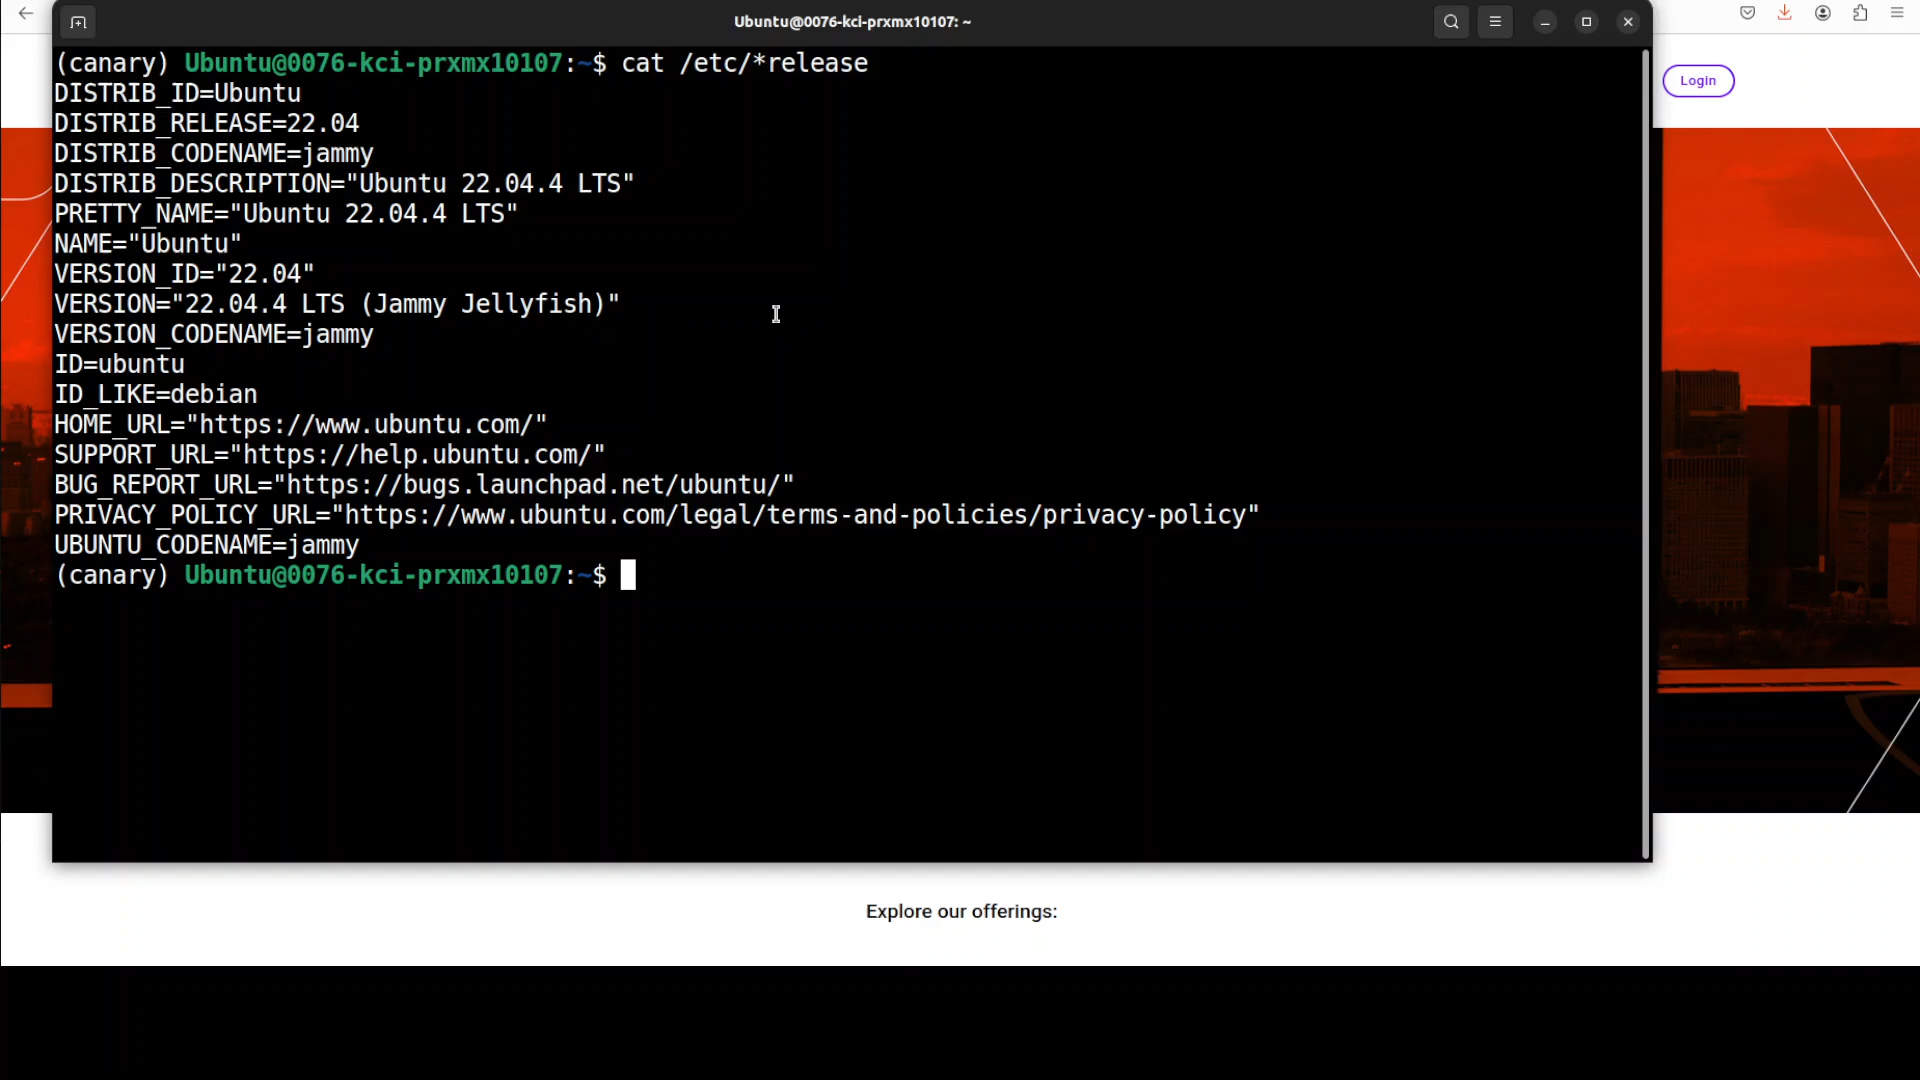 Ubuntu@0076-kci-prxmx10107: ~
(canary) Ubuntu@0076-kci-prxmx10107:~$ cat /etc/*release
DISTRIB_ID=Ubuntu
DISTRIB_RELEASE=22.04
DISTRIB_CODENAME=jammy
DISTRIB_DESCRIPTION="Ubuntu 22.04.4 LTS"
PRETTY_NAME="Ubuntu 22.04.4 LTS"
NAME="Ubuntu"
VERSION_ID="22.04"
VERSION="22.04.4 LTS (Jammy Jellyfish)"
VERSION_CODENAME=jammy
ID=ubuntu
ID_LIKE=debian
HOME_URL="https://www.ubuntu.com/"
SUPPORT_URL="https://help.ubuntu.com/"
BUG_REPORT_URL="https://bugs.launchpad.net/ubuntu/"
PRIVACY_POLICY_URL="https://www.ubuntu.com/legal/terms-and-policies/privacy-policy"
UBUNTU_CODENAME=jammy
(canary) Ubuntu@0076-kci-prxmx10107:~$
Login
Explore our offerings: